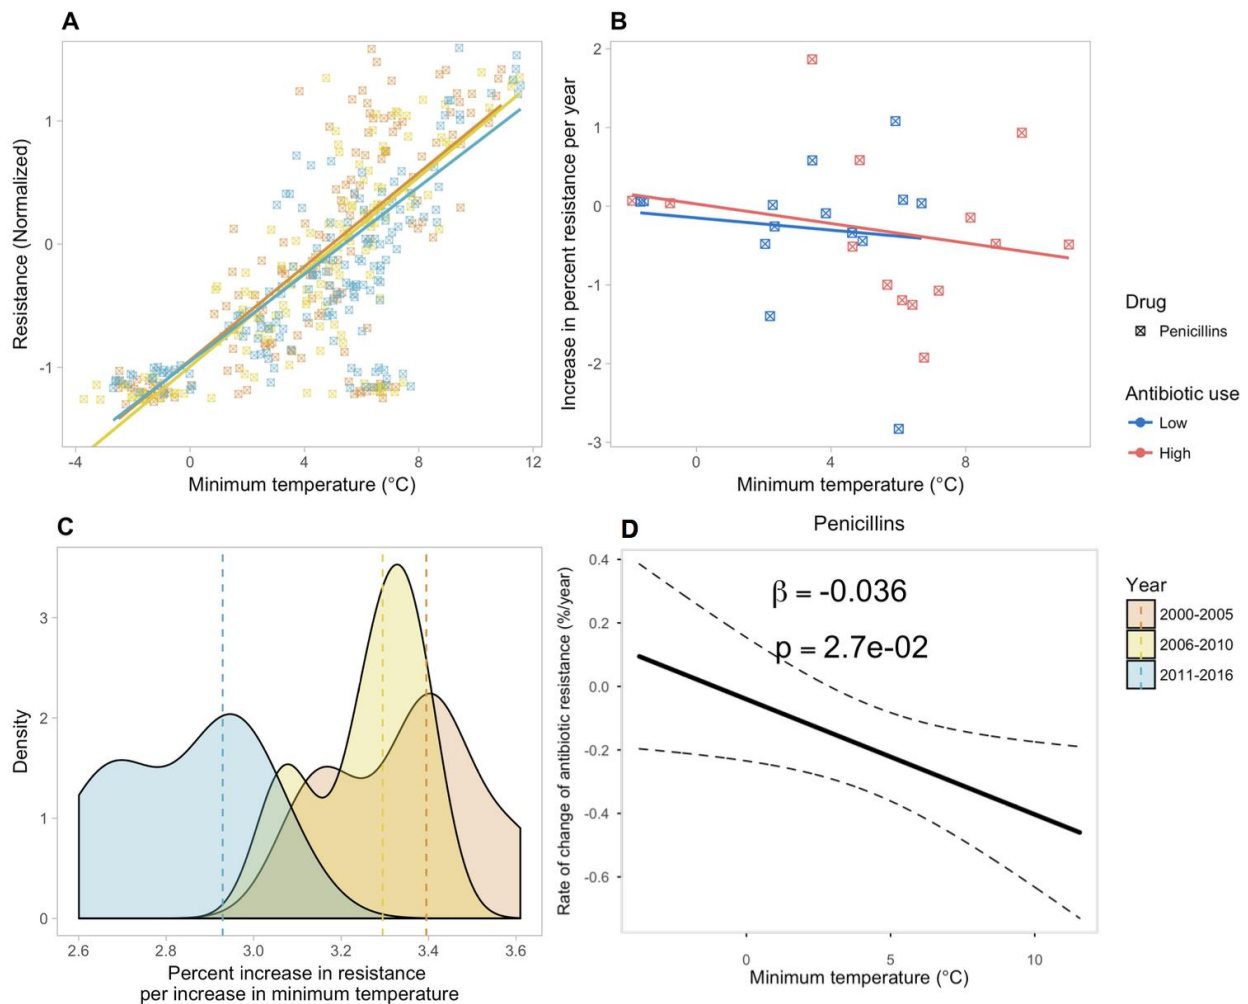 A
Resistance (Normalized)
1
0
-1
-4
0
4
8
12
Minimum temperature (°C)
B
Increase in percent resistance per year
2
1
0
-1
-2
-3
0
4
8
Minimum temperature (°C)
Drug
Penicillins
Antibiotic use
Low
High
C
Density
3
2
1
0
2.6
2.8
3.0
3.2
3.4
3.6
Percent increase in resistance
per increase in minimum temperature
D
Penicillins
Rate of change of antibiotic resistance (%/year)
0.4
0.2
0.0
-0.2
-0.4
-0.6
β = -0.036
p = 2.7e-02
0
5
10
Minimum temperature (°C)
Year
2000-2005
2006-2010
2011-2016